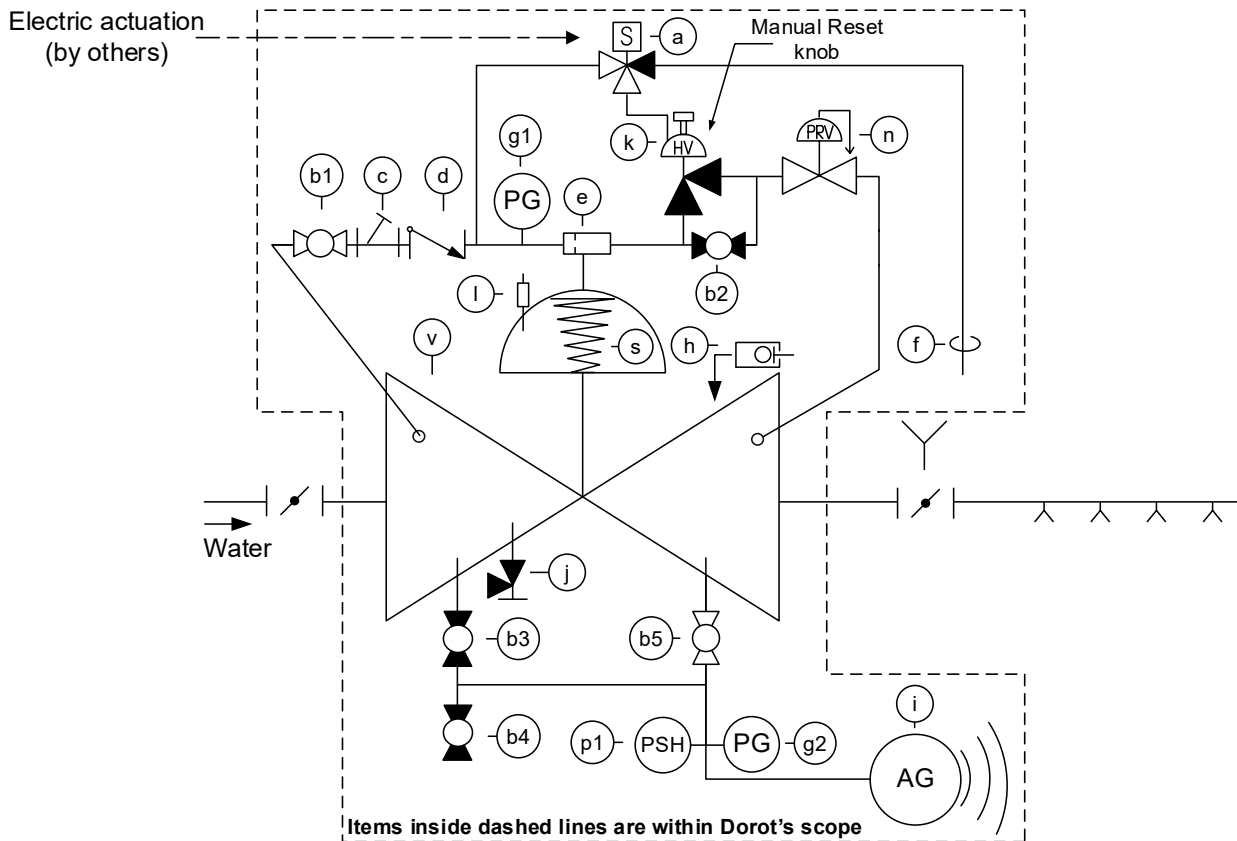 Electric actuation
(by others)
S
a
Manual Reset
knob
g1
k
HV
PRV
n
b1
c
d
PG
e
b2
l
s
v
h
f
Water
j
b3
b5
i
b4
p1
PSH
PG
g2
AG
Items inside dashed lines are within Dorot's scope